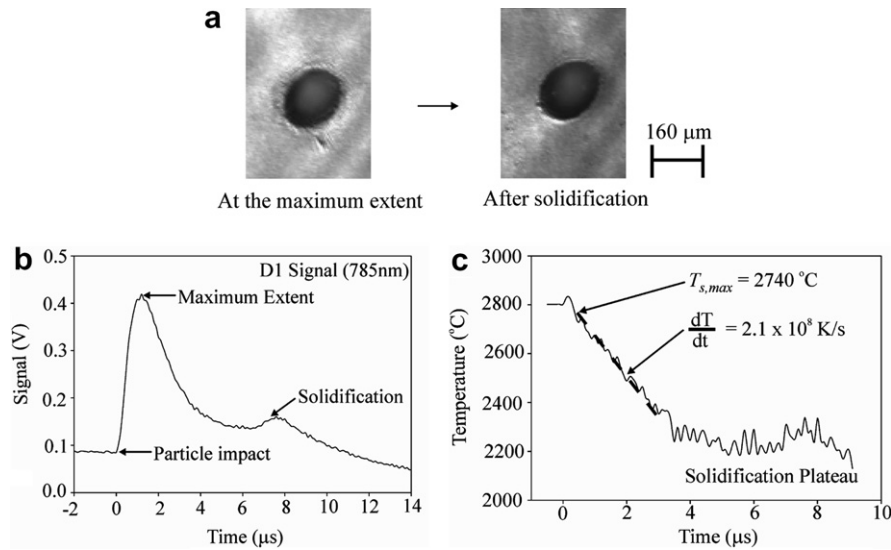 a
160 μm
At the maximum extent
After solidification
b
D1 Signal (785nm)
Maximum Extent
Solidification
Particle impact
Signal (V)
0.5
0.4
0.3
0.2
0.1
0.0
-2 0 2 4 6 8 10 12 14
Time (μs)
c
T_s,max = 2740 °C
dT
dt
= 2.1 x 10⁸ K/s
Solidification Plateau
Temperature (°C)
3000
2800
2600
2400
2200
2000
0 2 4 6 8 10
Time (μs)